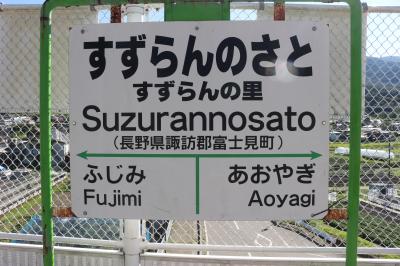 すずらんのさと
すずらんの里
Suzurannosato
（長野県諏訪郡富士見町）
ふじみ あおやぎ
Fujimi Aoyagi